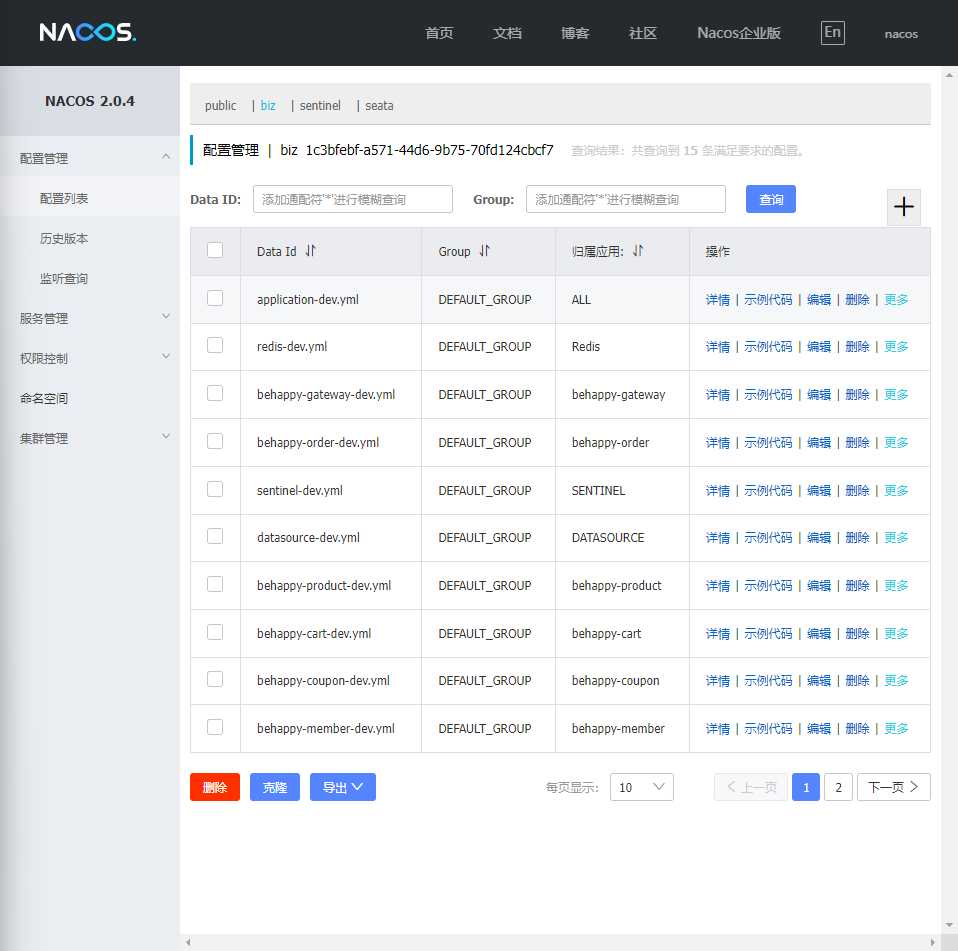 NACOS. 首页 文档 博客 社区 Nacos企业版 En nacos
NACOS 2.0.4
配置管理
配置列表
历史版本
监听查询
服务管理
权限控制
命名空间
集群管理
public | biz | sentinel | seata
配置管理 | biz 1c3bfebf-a571-44d6-9b75-70fd124cbcf7 查询结果：共查询到 15 条满足要求的配置。
Data ID: 添加通配符'*'进行模糊查询 Group: 添加通配符'*'进行模糊查询 查询
Data Id Group 归属应用: 操作
application-dev.yml DEFAULT_GROUP ALL 详情 | 示例代码 | 编辑 | 删除 | 更多
redis-dev.yml DEFAULT_GROUP Redis 详情 | 示例代码 | 编辑 | 删除 | 更多
behappy-gateway-dev.yml DEFAULT_GROUP behappy-gateway 详情 | 示例代码 | 编辑 | 删除 | 更多
behappy-order-dev.yml DEFAULT_GROUP behappy-order 详情 | 示例代码 | 编辑 | 删除 | 更多
sentinel-dev.yml DEFAULT_GROUP SENTINEL 详情 | 示例代码 | 编辑 | 删除 | 更多
datasource-dev.yml DEFAULT_GROUP DATASOURCE 详情 | 示例代码 | 编辑 | 删除 | 更多
behappy-product-dev.yml DEFAULT_GROUP behappy-product 详情 | 示例代码 | 编辑 | 删除 | 更多
behappy-cart-dev.yml DEFAULT_GROUP behappy-cart 详情 | 示例代码 | 编辑 | 删除 | 更多
behappy-coupon-dev.yml DEFAULT_GROUP behappy-coupon 详情 | 示例代码 | 编辑 | 删除 | 更多
behappy-member-dev.yml DEFAULT_GROUP behappy-member 详情 | 示例代码 | 编辑 | 删除 | 更多
删除 克隆 导出 每页显示: 10 上一页 1 2 下一页